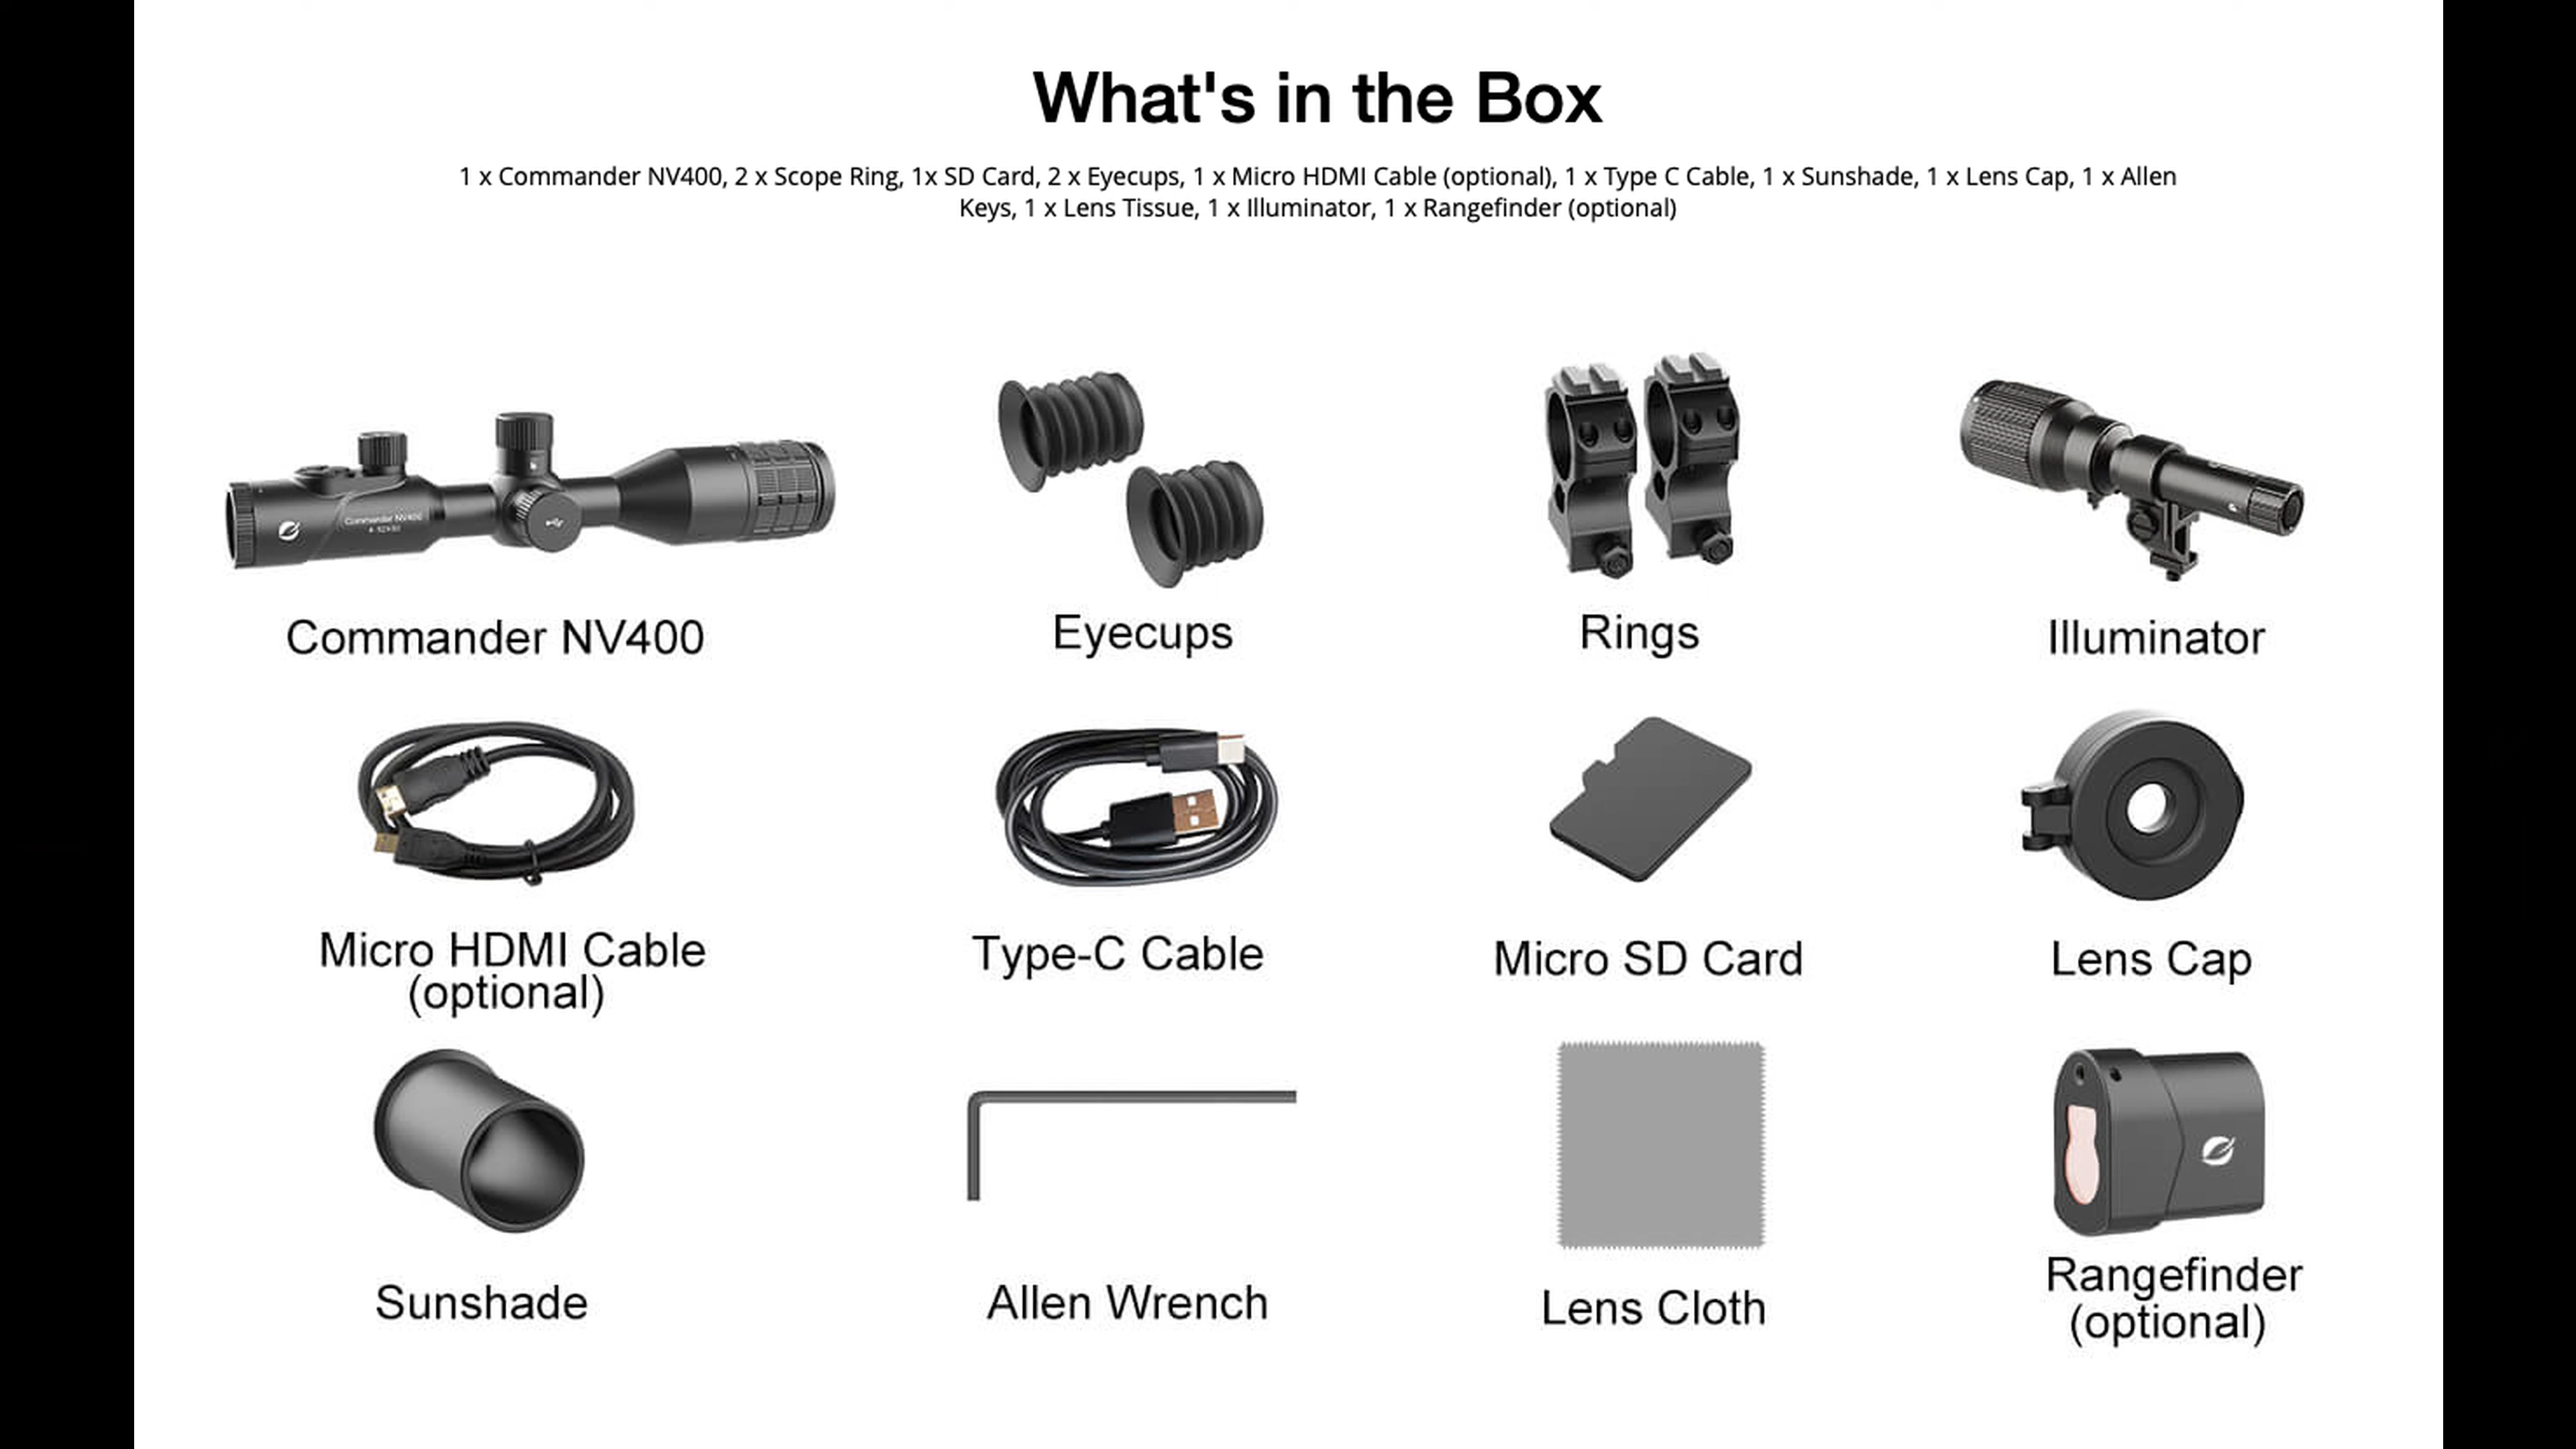 What's in the Box
1 x Commander NV400, 2 x Scope Ring, 1x SD Card, 2 x Eyecups, 1 x Micro HDMI Cable (optional), 1 x Type C Cable, 1 x Sunshade, 1 x Lens Cap, 1 x Allen
Keys, 1 x Lens Tissue, 1 x Illuminator, 1 x Rangefinder (optional)
Commander NV400
Commander NV400
Eyecups
Rings
Illuminator
Micro HDMI Cable
(optional)
Type-C Cable
Micro SD Card
Lens Cap
Sunshade
Allen Wrench
Lens Cloth
Rangefinder
(optional)